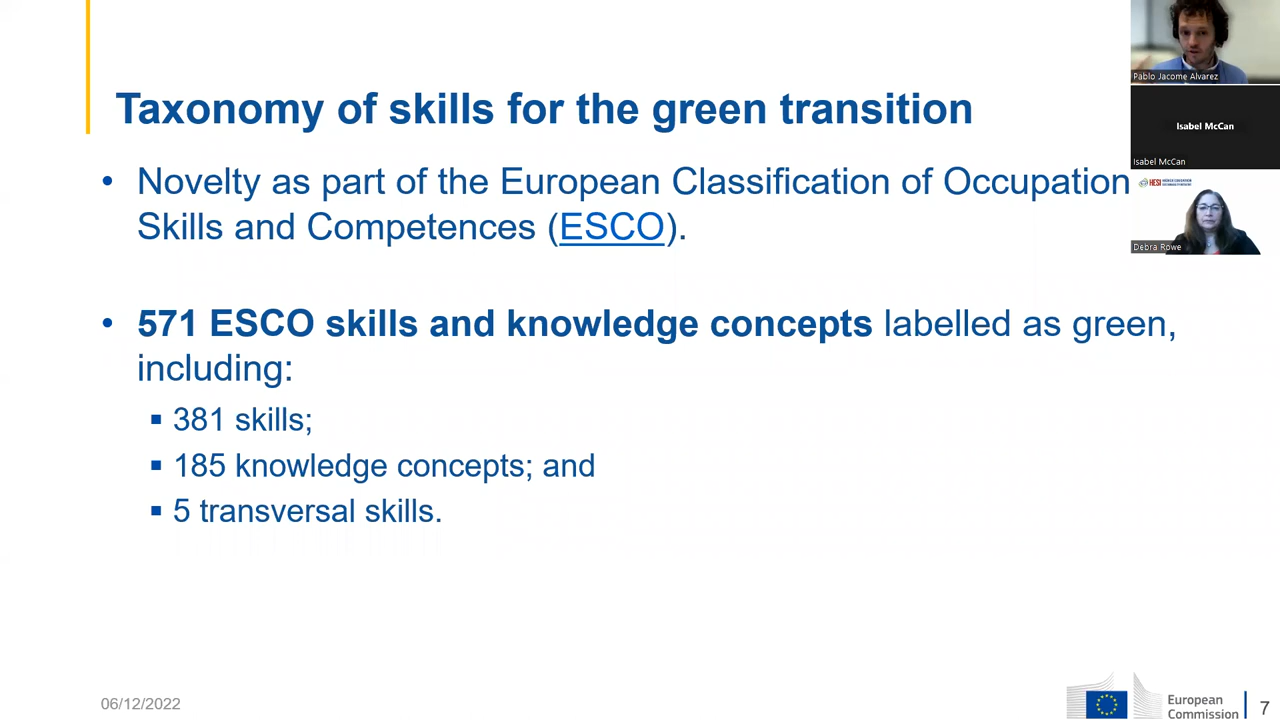 Taxonomy of skills for the green transition
• Novelty as part of the European Classification of Occupation
Skills and Competences (ESCO).
• 571 ESCO skills and knowledge concepts labelled as green,
including:
▪ 381 skills;
▪ 185 knowledge concepts; and
▪ 5 transversal skills.
Pablo Jacome Alvarez
Isabel McCan
Isabel McCan
HESI
Debra Rowe
06/12/2022
European
Commission
7